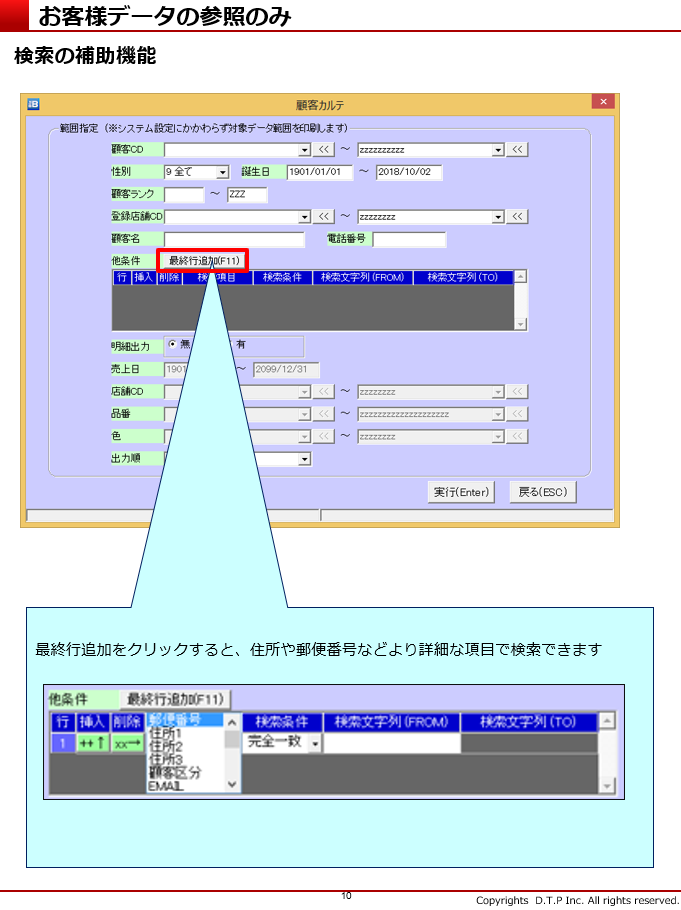 お客様データの参照のみ
検索の補助機能
顧客カルテ
範囲指定（※システム設定にかかわらず対象データ範囲を印刷します）
顧客CD << ～ zzzzzzzzzz <<
性別 9 全て 誕生日 1901/01/01 ～ 2018/10/02
顧客ランク ～ ZZZ
登録店舗CD << ～ zzzzzzzz <<
顧客名 電話番号
他条件 最終行追加(F11)
行 挿入 削除 検 項目 検索条件 検索文字列(FROM) 検索文字列(TO)
明細出力 無 有
売上日 1901 ～ 2099/12/31
店舗CD << ～ zzzzzzzz <<
品番 << ～ zzzzzzzzzzzzzzzzzzzz <<
色 << ～ zzzzzzzz <<
出力順
実行(Enter) 戻る(ESC)
最終行追加をクリックすると、住所や郵便番号などより詳細な項目で検索できます
他条件 最終行追加(F11)
行 挿入 削除 郵便番号 検索条件 検索文字列(FROM) 検索文字列(TO)
1 ++↑ xx→ 住所1 完全一致
住所2
住所3
顧客区分
EMAIL
10
Copyrights D.T.P Inc. All rights reserved.